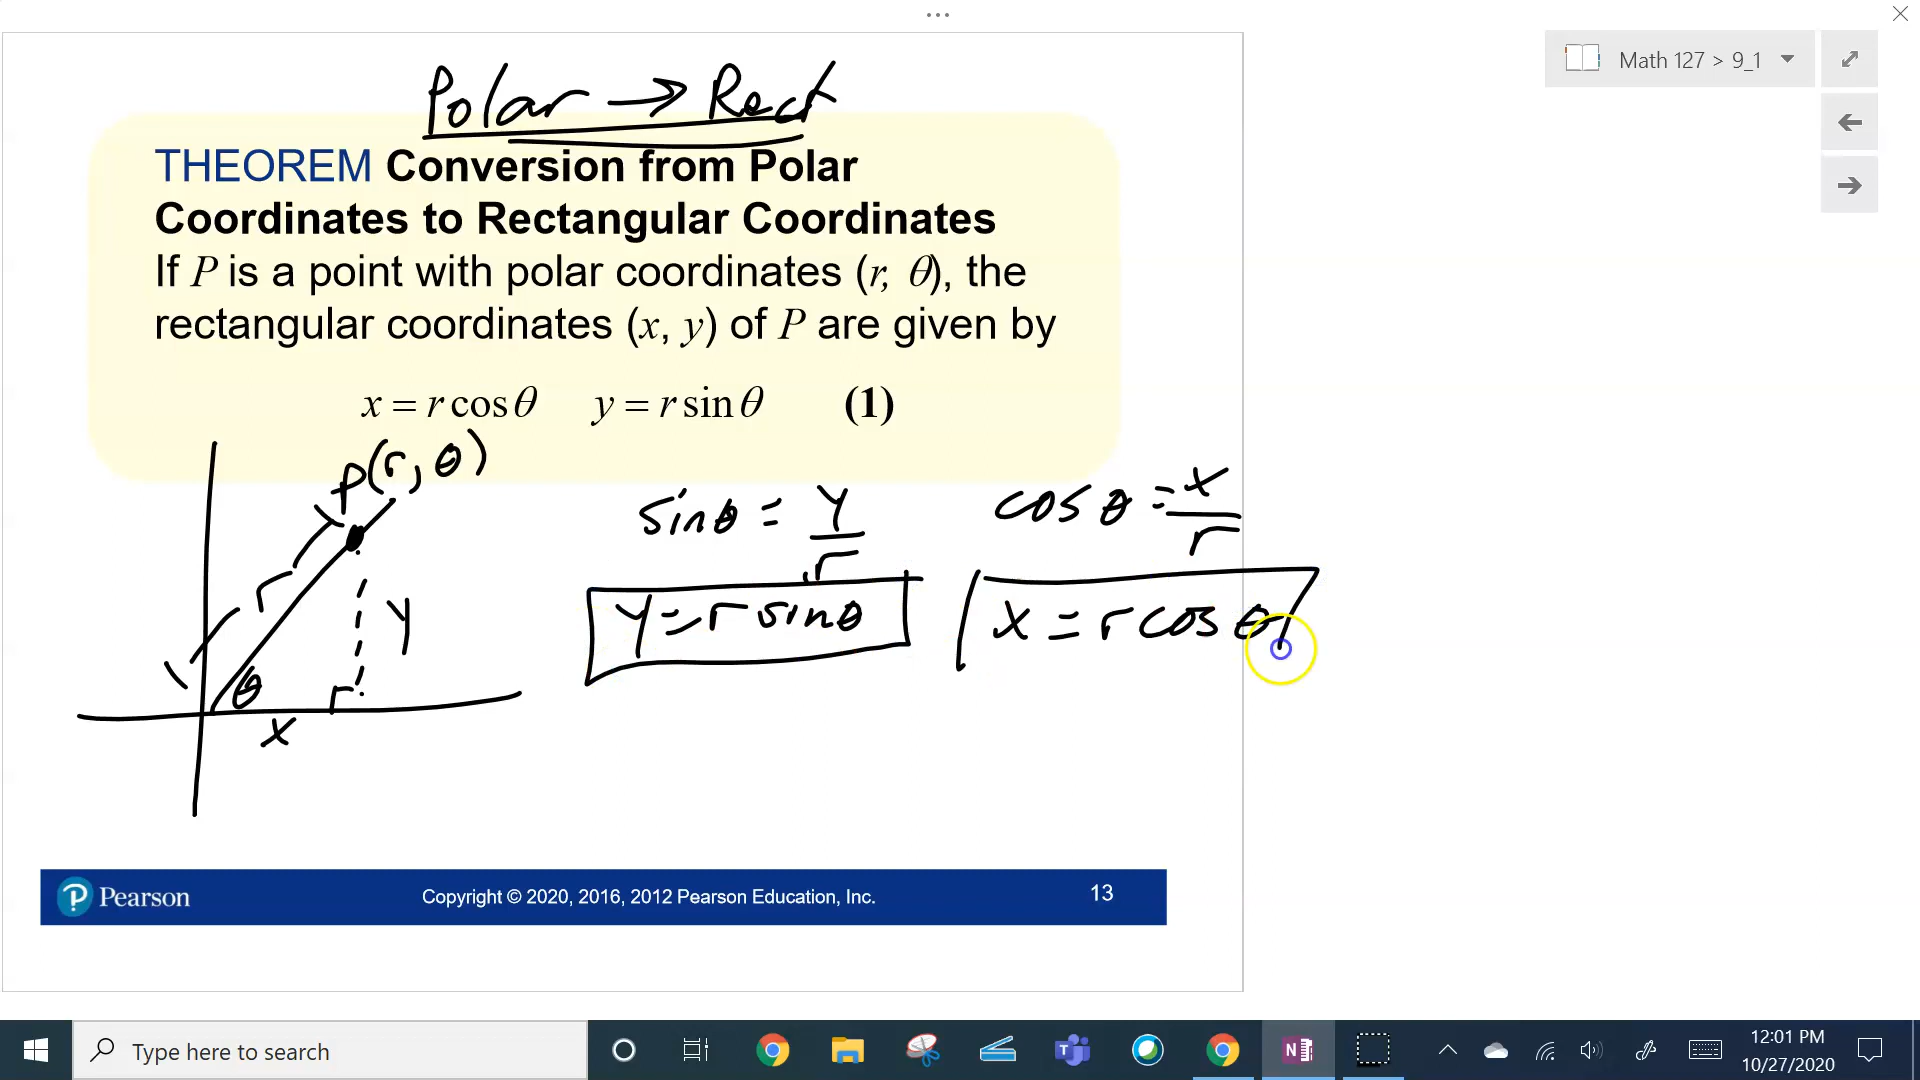 ...
Math 127 > 9_1
Polar → Rect
THEOREM Conversion from Polar
Coordinates to Rectangular Coordinates
If P is a point with polar coordinates (r, θ), the
rectangular coordinates (x, y) of P are given by
x = r cos θ y = r sin θ (1)
P(r, θ)
r
y
θ
x
sin θ = y/r
cos θ = x/r
y = r sin θ
x = r cos θ
Pearson
Copyright © 2020, 2016, 2012 Pearson Education, Inc.
13
Type here to search
12:01 PM
10/27/2020